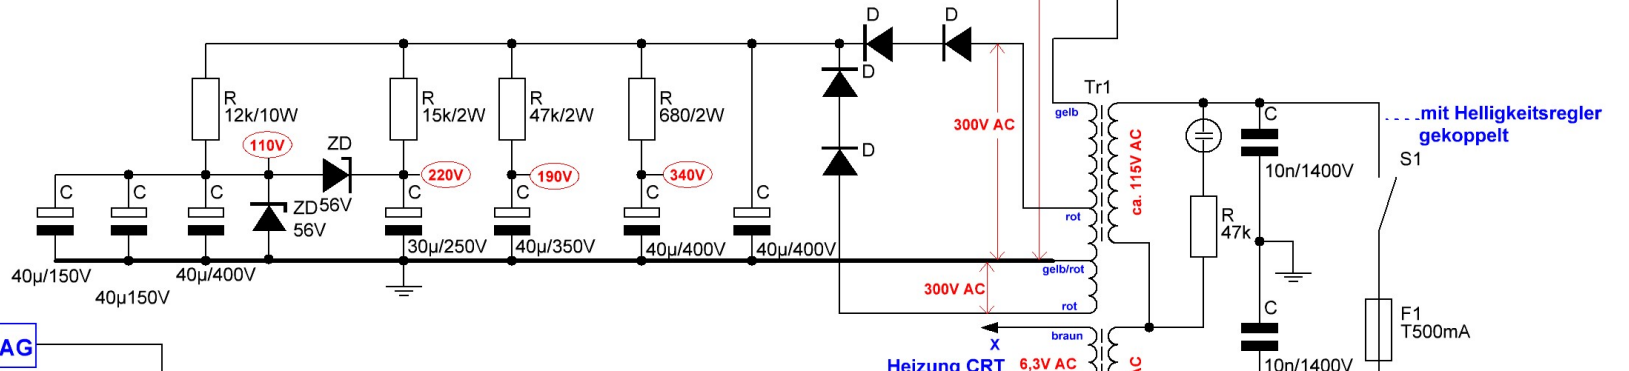 D
D
D
D
R
12k/10W
R
15k/2W
R
47k/2W
R
680/2W
110V
ZD
220V
190V
340V
C
C
C
ZD
56V
56V
C
C
C
C
40µ/150V
40µ150V
40µ/400V
30µ/250V
40µ/350V
40µ/400V
40µ/400V
300V AC
300V AC
Tr1
gelb
rot
gelb/rot
rot
braun
ca. 115V AC
C
10n/1400V
R
47k
C
10n/1400V
mit Helligkeitsregler
gekoppelt
S1
F1
T500mA
AG
X
Heizung CRT
6,3V AC
AC